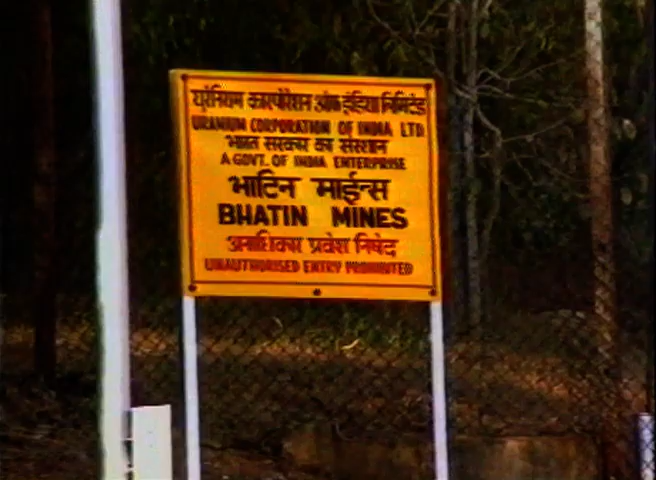 यूरेनियम कारपोरेशन ऑफ इंडिया लिमिटेड
URANIUM CORPORATION OF INDIA LTD
भारत सरकार का संस्थान
A GOVT. OF INDIA ENTERPRISE
भाटिन माईन्स
BHATIN MINES
अनाधिकार प्रवेश निषेद
UNAUTHORISED ENTRY PROHIBITED